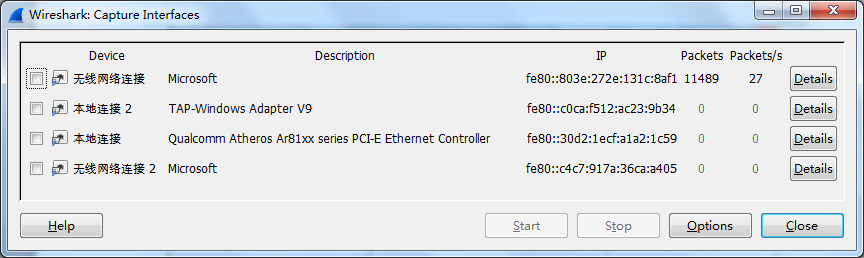 Wireshark: Capture Interfaces
Device Description IP Packets Packets/s
无线网络连接 Microsoft fe80::803e:272e:131c:8af1 11489 27 Details
本地连接 2 TAP-Windows Adapter V9 fe80::c0ca:f512:ac23:9b34 0 0 Details
本地连接 Qualcomm Atheros Ar81xx series PCI-E Ethernet Controller fe80::30d2:1ecf:a1a2:1c59 0 0 Details
无线网络连接 2 Microsoft fe80::c4c7:917a:36ca:a405 0 0 Details
Help Start Stop Options Close